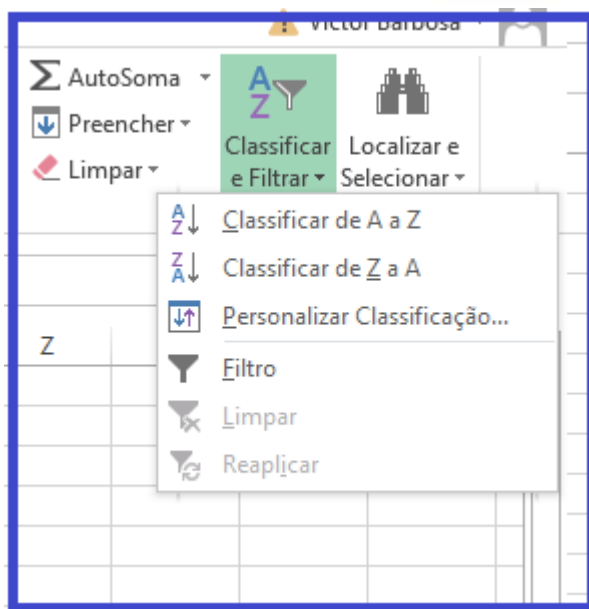 Victor Barbosa
AutoSoma
Preencher
Limpar
Classificar
e Filtrar
Localizar e
Selecionar
Classificar de A a Z
Classificar de Z a A
Personalizar Classificação...
Filtro
Limpar
Reaplicar
Z